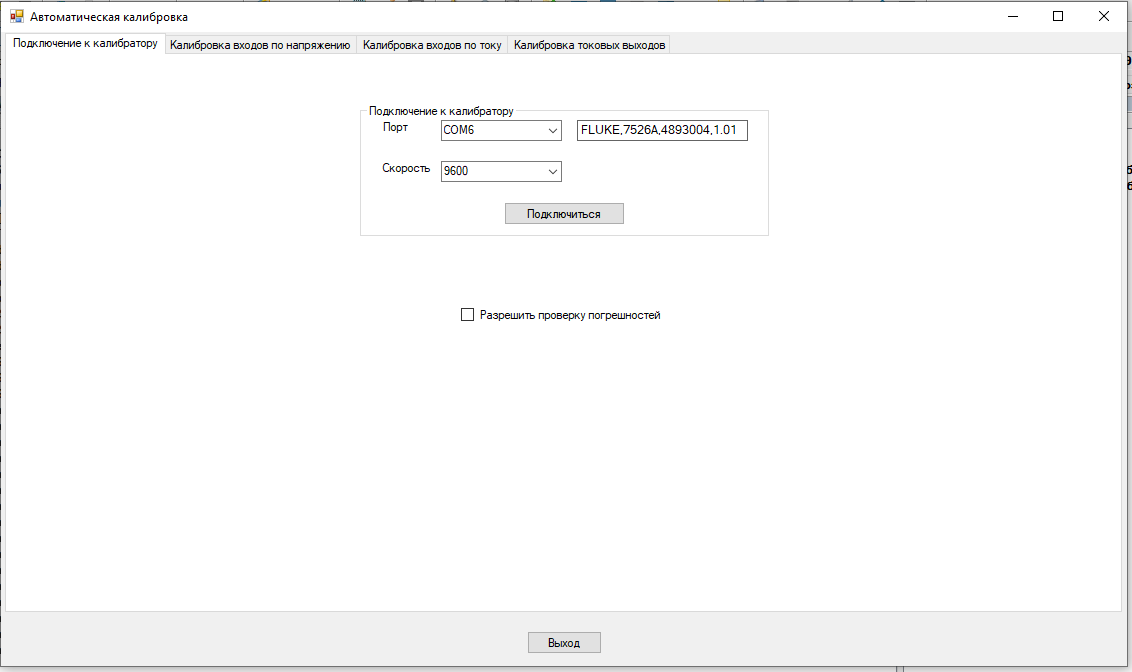 Автоматическая калибровка
Подключение к калибратору Калибровка входов по напряжению Калибровка входов по току Калибровка токовых выходов
Подключение к калибратору
Порт COM6 FLUKE,7526A,4893004,1.01
Скорость 9600
Подключиться
Разрешить проверку погрешностей
Выход